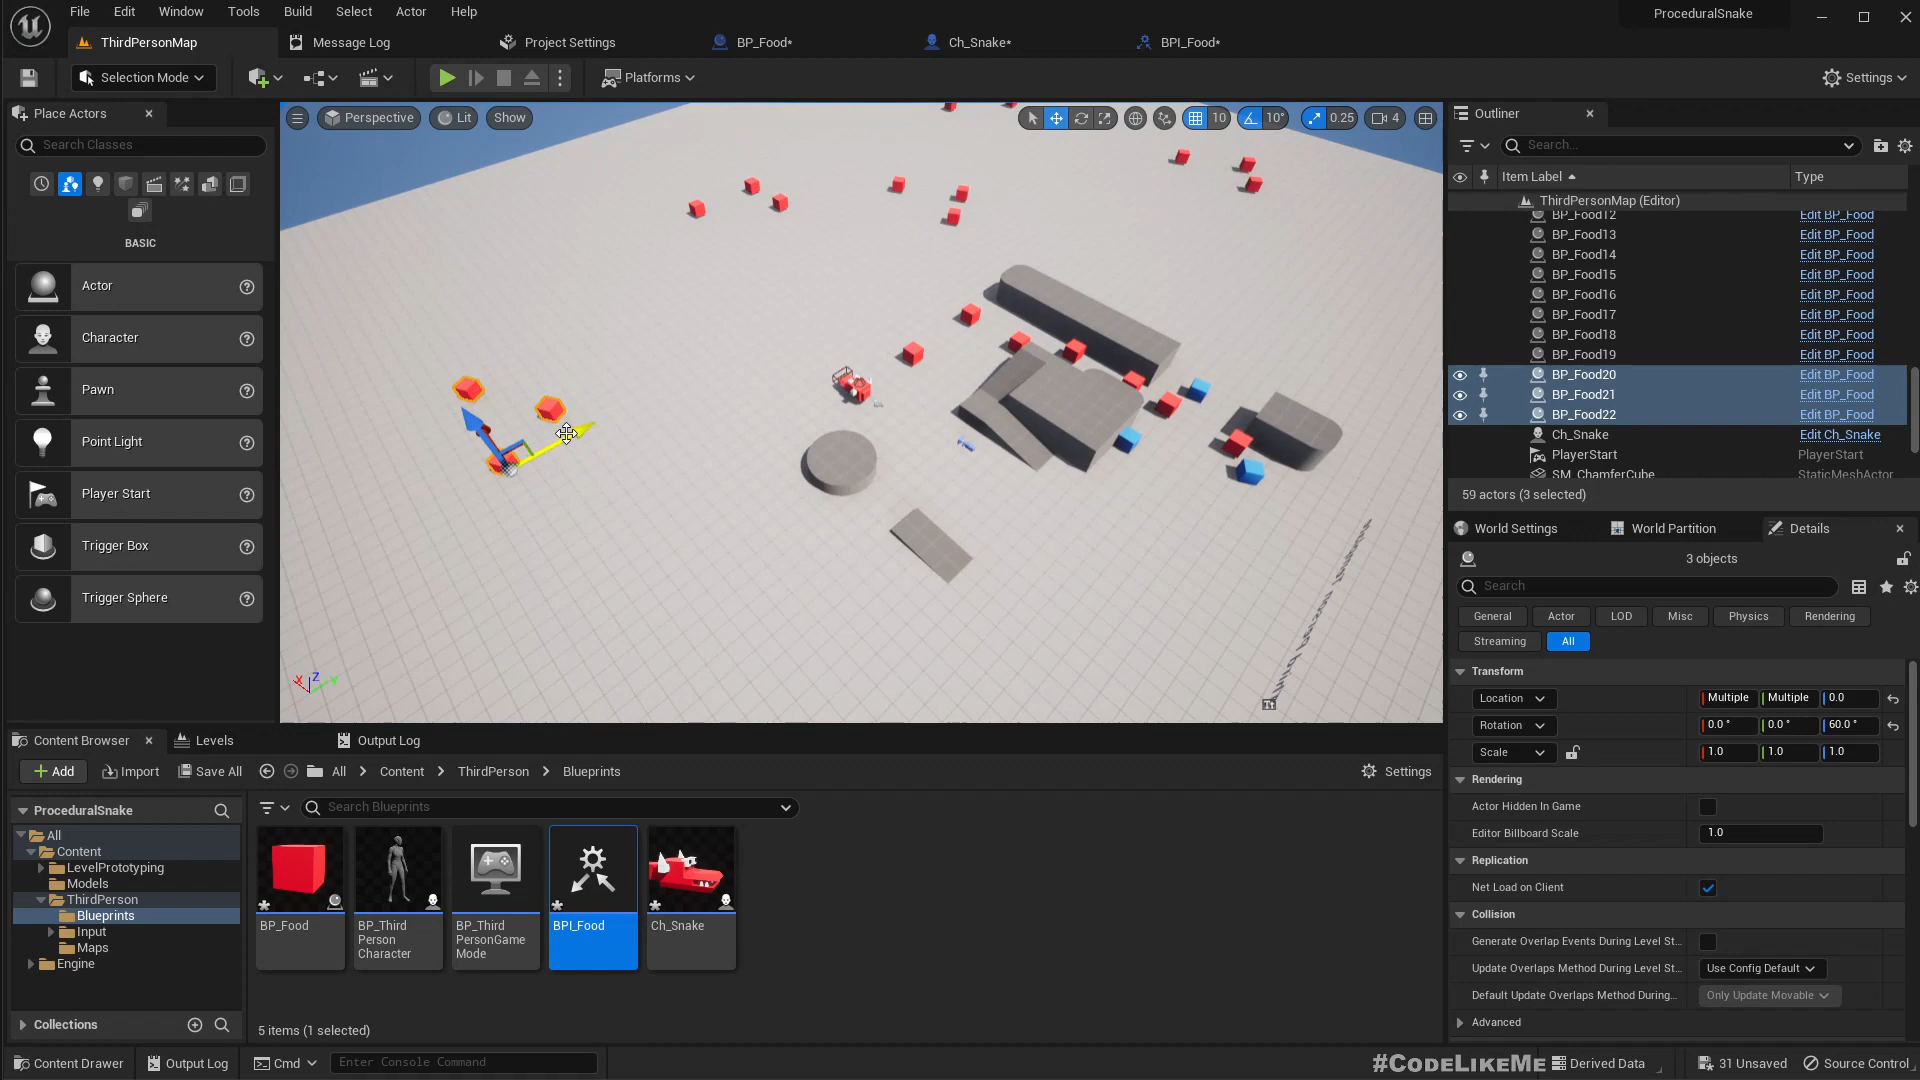 File Edit Window Tools Build Select Actor Help
ProceduralSnake
ThirdPersonMap
Message Log
Project Settings
BP_Food*
Ch_Snake*
BPI_Food*
Selection Mode
Platforms
Settings
Place Actors
Search Classes
BASIC
Actor
Character
Pawn
Point Light
Player Start
Trigger Box
Trigger Sphere
Perspective
Lit
Show
10
10°
0.25
4
X Z Y
Outliner
Search...
Item Label
Type
ThirdPersonMap (Editor)
BP_Food12 Edit BP_Food
BP_Food13 Edit BP_Food
BP_Food14 Edit BP_Food
BP_Food15 Edit BP_Food
BP_Food16 Edit BP_Food
BP_Food17 Edit BP_Food
BP_Food18 Edit BP_Food
BP_Food19 Edit BP_Food
BP_Food20 Edit BP_Food
BP_Food21 Edit BP_Food
BP_Food22 Edit BP_Food
Ch_Snake Edit Ch_Snake
PlayerStart PlayerStart
SM_ChamferCube StaticMeshActor
59 actors (3 selected)
World Settings
World Partition
Details
3 objects
Search
General Actor LOD Misc Physics Rendering
Streaming All
Transform
Location Multiple Multiple 0.0
Rotation 0.0 ° 0.0 ° 60.0 °
Scale 1.0 1.0 1.0
Rendering
Actor Hidden In Game
Editor Billboard Scale 1.0
Replication
Net Load on Client
Collision
Generate Overlap Events During Level St...
Update Overlaps Method During Level St... Use Config Default
Default Update Overlaps Method During... Only Update Movable
Advanced
Content Browser
Levels
Output Log
Add
Import
Save All
All > Content > ThirdPerson > Blueprints
Settings
ProceduralSnake
Search Blueprints
All
Content
LevelPrototyping
Models
ThirdPerson
Blueprints
Input
Maps
Engine
Collections
BP_Food
BP_Third
Person
Character
BP_Third
PersonGame
Mode
BPI_Food
Ch_Snake
5 items (1 selected)
Content Drawer
Output Log
Cmd
Enter Console Command
#CODELIKEME
Derived Data
31 Unsaved
Source Control